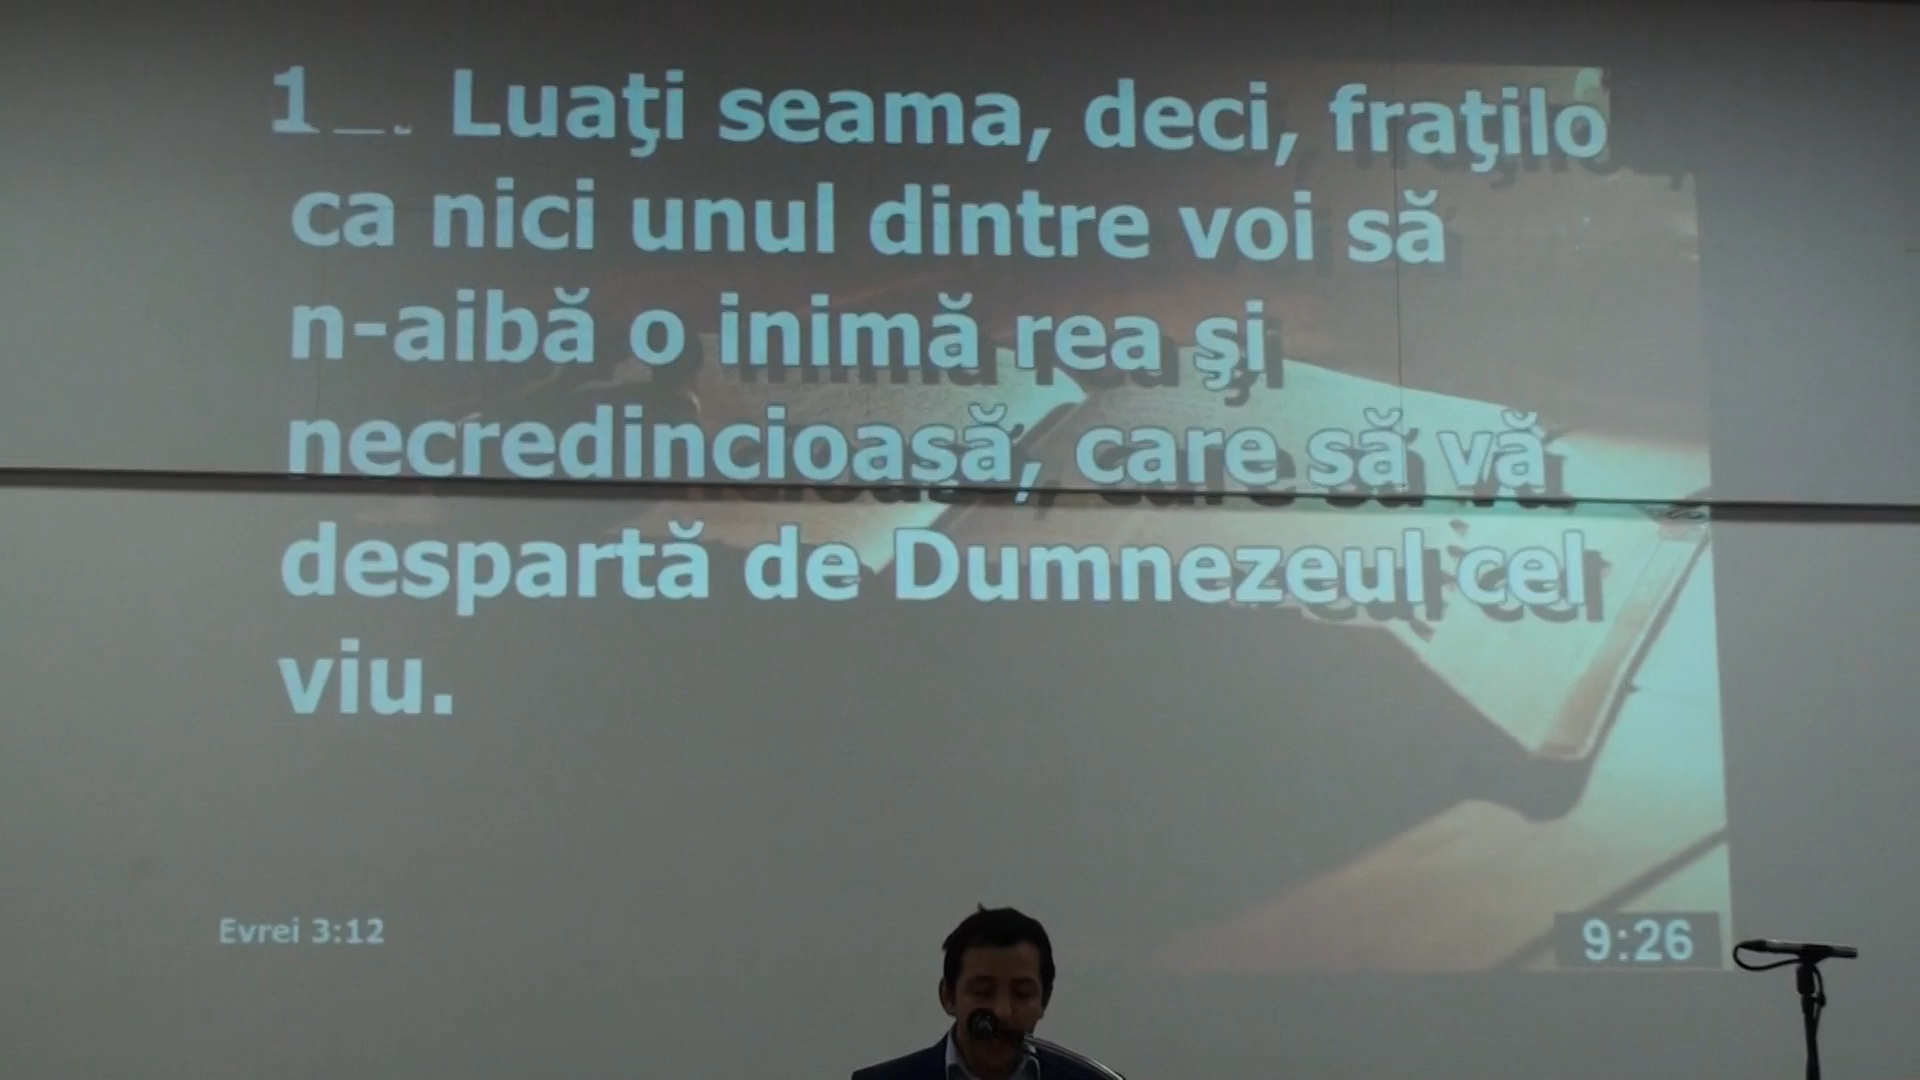 Luaţi seama, deci, fraţilo
ca nici unul dintre voi să
n-aibă o inimă rea şi
necredincioasă, care să vă
despartă de Dumnezeul cel
viu.
Evrei 3:12
9:26